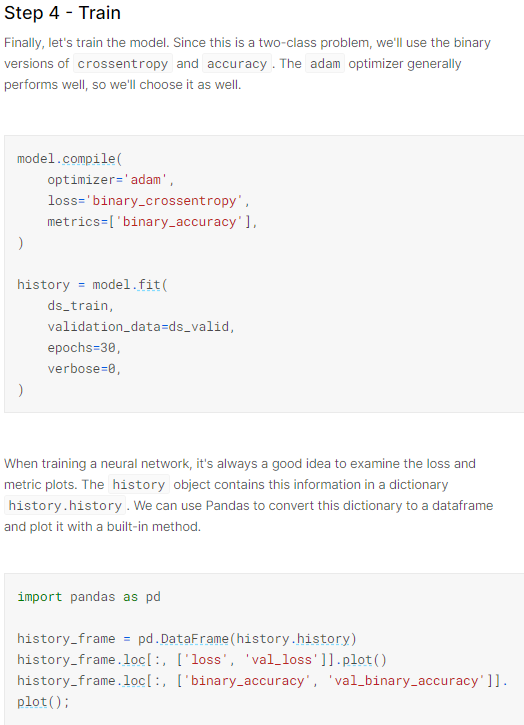 Step 4 - Train
Finally, let's train the model. Since this is a two-class problem, we'll use the binary
versions of crossentropy and accuracy . The adam optimizer generally
performs well, so we'll choose it as well.
model.compile(
    optimizer='adam',
    loss='binary_crossentropy',
    metrics=['binary_accuracy'],
)
history = model.fit(
    ds_train,
    validation_data=ds_valid,
    epochs=30,
    verbose=0,
)
When training a neural network, it's always a good idea to examine the loss and
metric plots. The history object contains this information in a dictionary
history.history . We can use Pandas to convert this dictionary to a dataframe
and plot it with a built-in method.
import pandas as pd
history_frame = pd.DataFrame(history.history)
history_frame.loc[:, ['loss', 'val_loss']].plot()
history_frame.loc[:, ['binary_accuracy', 'val_binary_accuracy']].
plot();